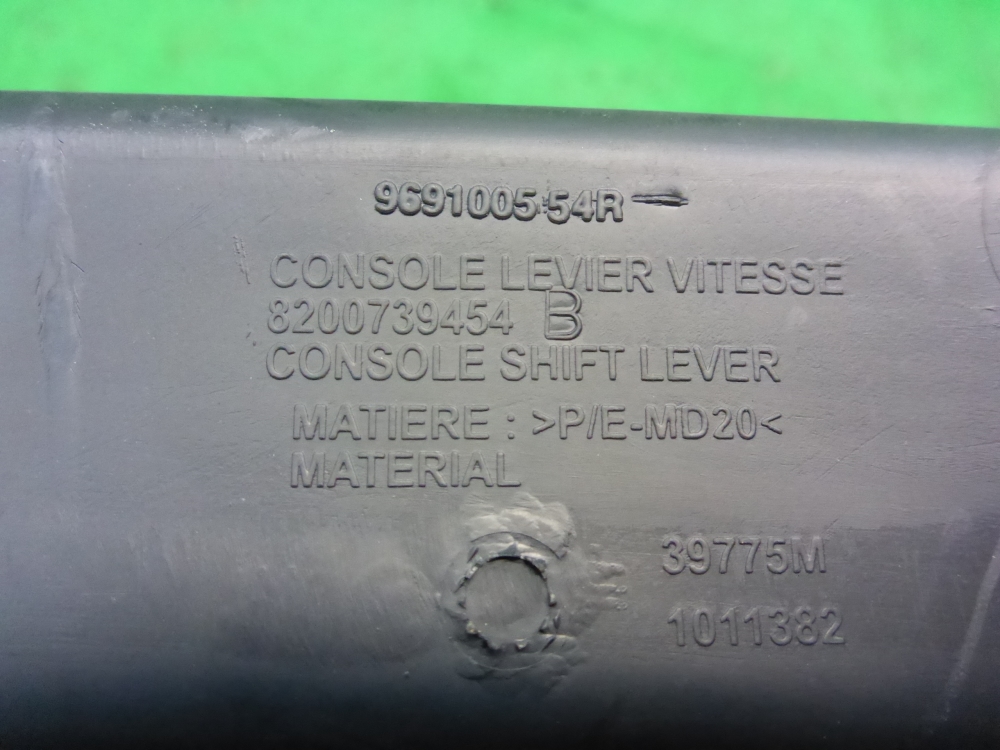 969100554R
CONSOLE LEVIER VITESSE
8200739454 B
CONSOLE SHIFT LEVER
MATIERE : >P/E-MD20<
MATERIAL
39775M
1011382